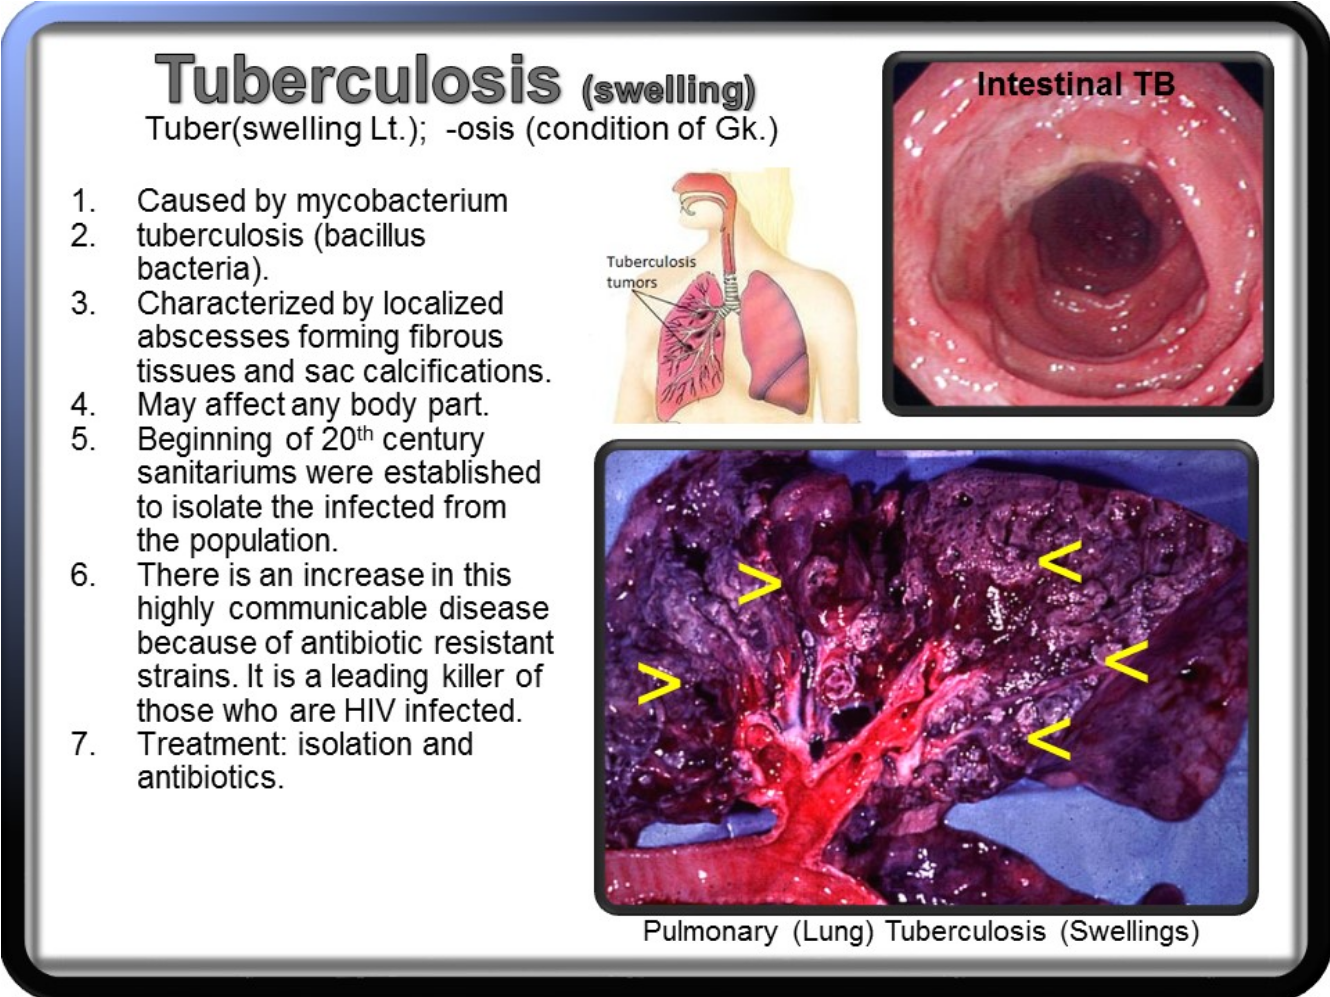 Tuberculosis (swelling)
Tuber(swelling Lt.); -osis (condition of Gk.)
1. Caused by mycobacterium
2. tuberculosis (bacillus
bacteria).
3. Characterized by localized
abscesses forming fibrous
tissues and sac calcifications.
4. May affect any body part.
5. Beginning of 20th century
sanitariums were established
to isolate the infected from
the population.
6. There is an increase in this
highly communicable disease
because of antibiotic resistant
strains. It is a leading killer of
those who are HIV infected.
7. Treatment: isolation and
antibiotics.
Tuberculosis
tumors
Intestinal TB
>
<
>
<
<
Pulmonary (Lung) Tuberculosis (Swellings)